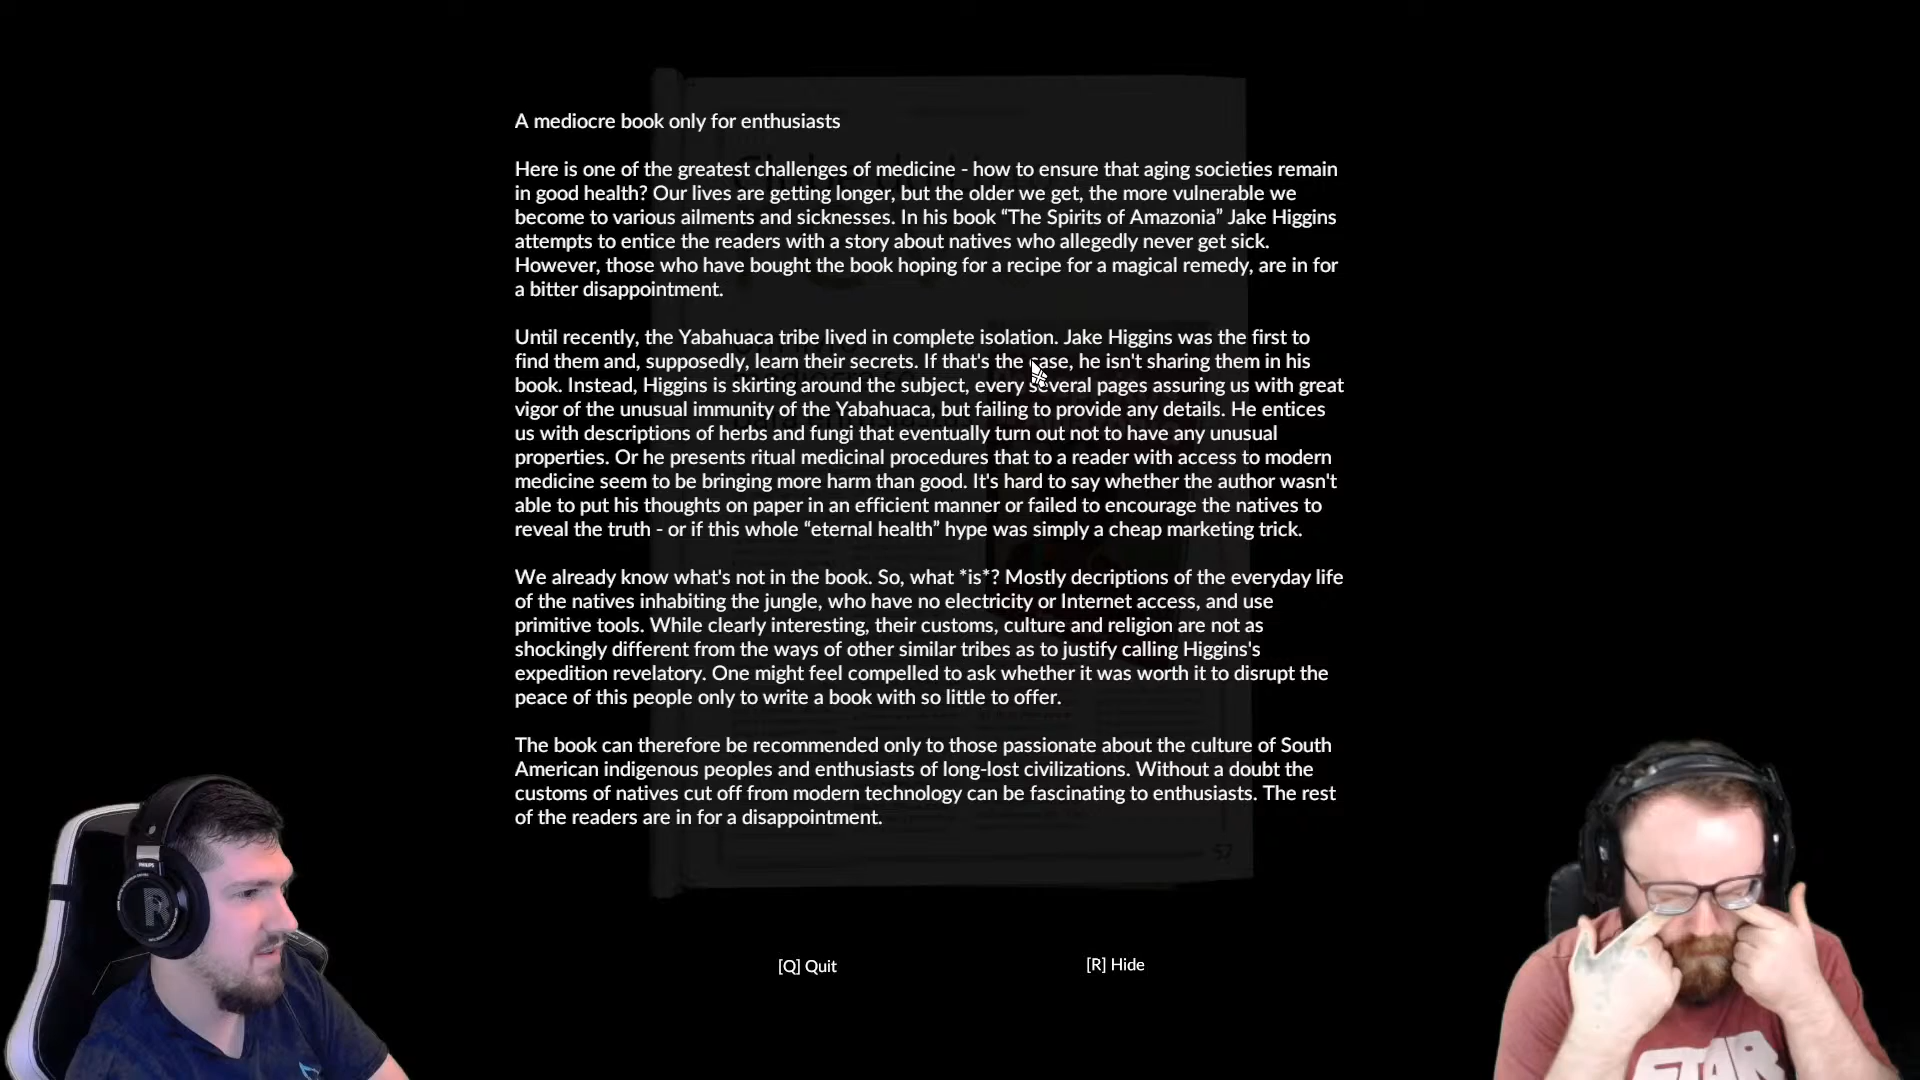 A mediocre book only for enthusiasts
Here is one of the greatest challenges of medicine - how to ensure that aging societies remain
in good health? Our lives are getting longer, but the older we get, the more vulnerable we
become to various ailments and sicknesses. In his book “The Spirits of Amazonia” Jake Higgins
attempts to entice the readers with a story about natives who allegedly never get sick.
However, those who have bought the book hoping for a recipe for a magical remedy, are in for
a bitter disappointment.
Until recently, the Yabahuaca tribe lived in complete isolation. Jake Higgins was the first to
find them and, supposedly, learn their secrets. If that's the case, he isn't sharing them in his
book. Instead, Higgins is skirting around the subject, every several pages assuring us with great
vigor of the unusual immunity of the Yabahuaca, but failing to provide any details. He entices
us with descriptions of herbs and fungi that eventually turn out not to have any unusual
properties. Or he presents ritual medicinal procedures that to a reader with access to modern
medicine seem to be bringing more harm than good. It's hard to say whether the author wasn't
able to put his thoughts on paper in an efficient manner or failed to encourage the natives to
reveal the truth - or if this whole “eternal health” hype was simply a cheap marketing trick.
We already know what's not in the book. So, what *is*? Mostly decriptions of the everyday life
of the natives inhabiting the jungle, who have no electricity or Internet access, and use
primitive tools. While clearly interesting, their customs, culture and religion are not as
shockingly different from the ways of other similar tribes as to justify calling Higgins's
expedition revelatory. One might feel compelled to ask whether it was worth it to disrupt the
peace of this people only to write a book with so little to offer.
The book can therefore be recommended only to those passionate about the culture of South
American indigenous peoples and enthusiasts of long-lost civilizations. Without a doubt the
customs of natives cut off from modern technology can be fascinating to enthusiasts. The rest
of the readers are in for a disappointment.
57
[Q] Quit
[R] Hide
STAR